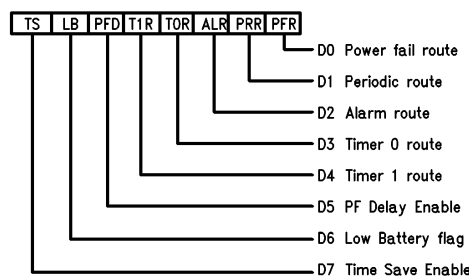 TS LB PFD T1R T0R ALR PRR PFR
D0 Power fail route
D1 Periodic route
D2 Alarm route
D3 Timer 0 route
D4 Timer 1 route
D5 PF Delay Enable
D6 Low Battery flag
D7 Time Save Enable